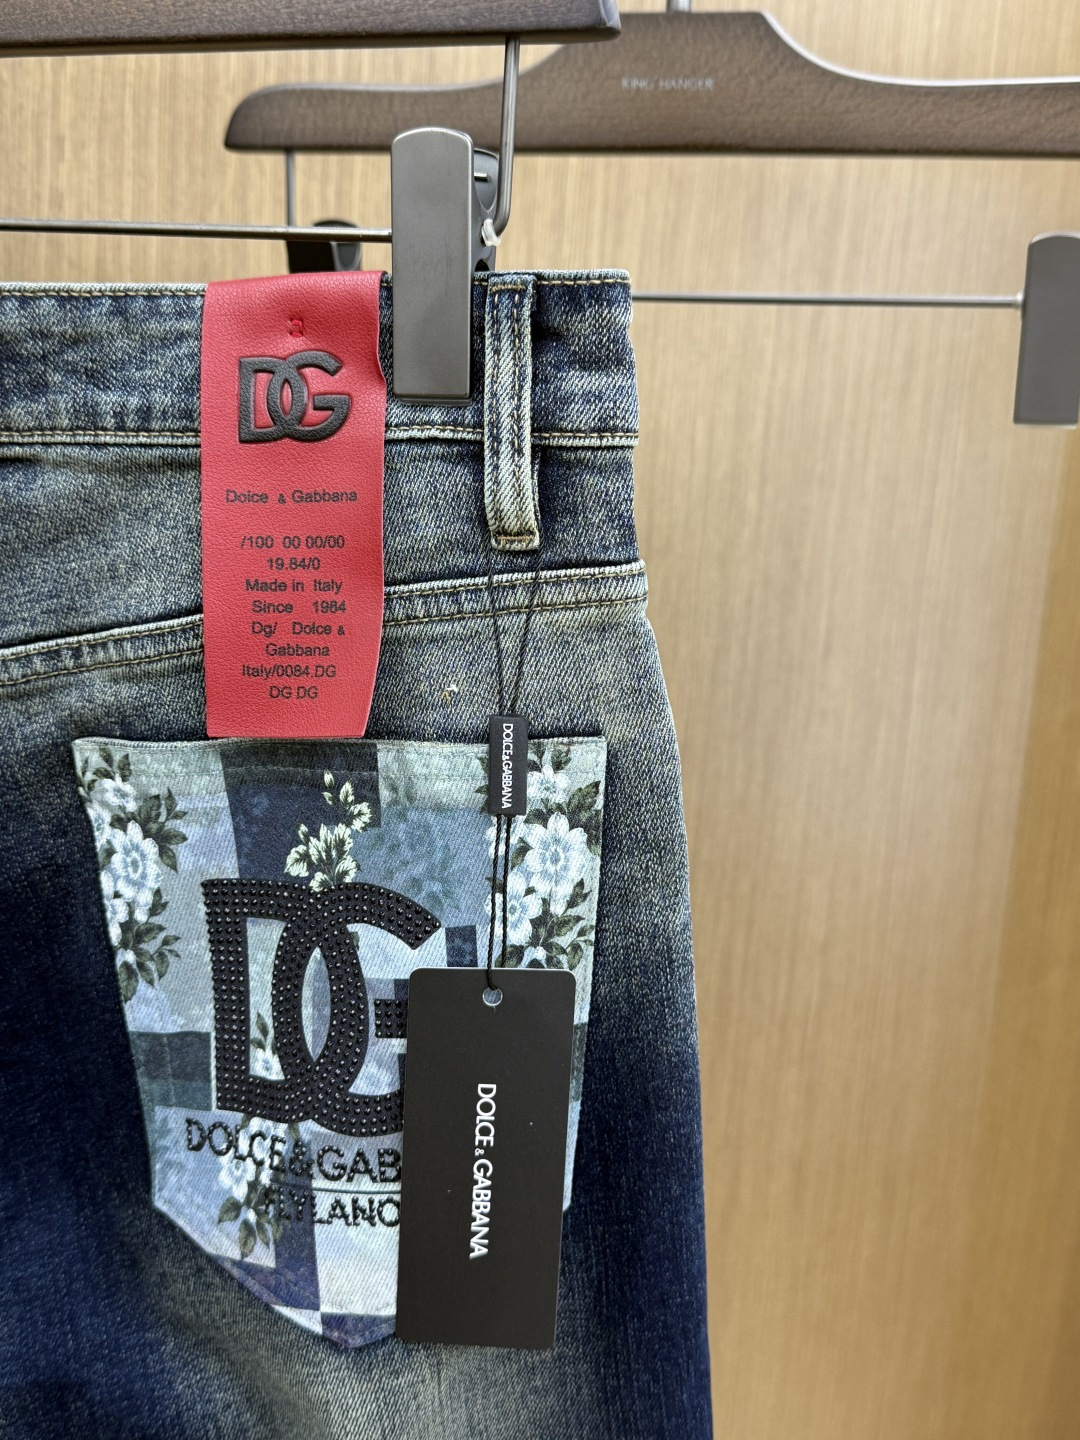 KING HANGER
DG
Dolce & Gabbana
/100 00 00/00
19.84/0
Made in Italy
Since 1984
Dg/ Dolce &
Gabbana
Italy/0084.DG
DG DG
DOLCE&GABBANA
DG
DOLCE&GAB
DOLCE&GABBANA